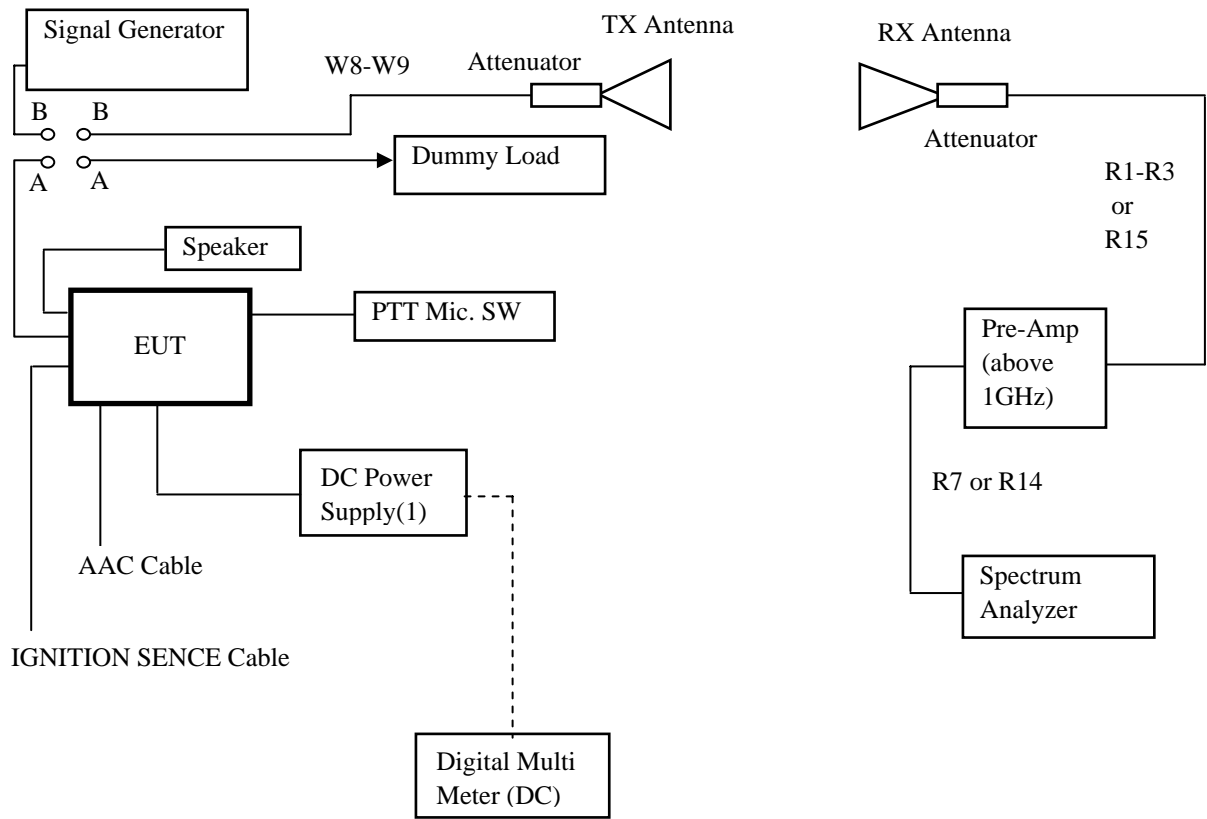 Signal Generator
TX Antenna
RX Antenna
W8-W9
Attenuator
B
B
Attenuator
Dummy Load
A
A
R1-R3
or
R15
Speaker
PTT Mic. SW
EUT
Pre-Amp
(above
1GHz)
DC Power
Supply(1)
R7 or R14
AAC Cable
Spectrum
Analyzer
IGNITION SENCE Cable
Digital Multi
Meter (DC)